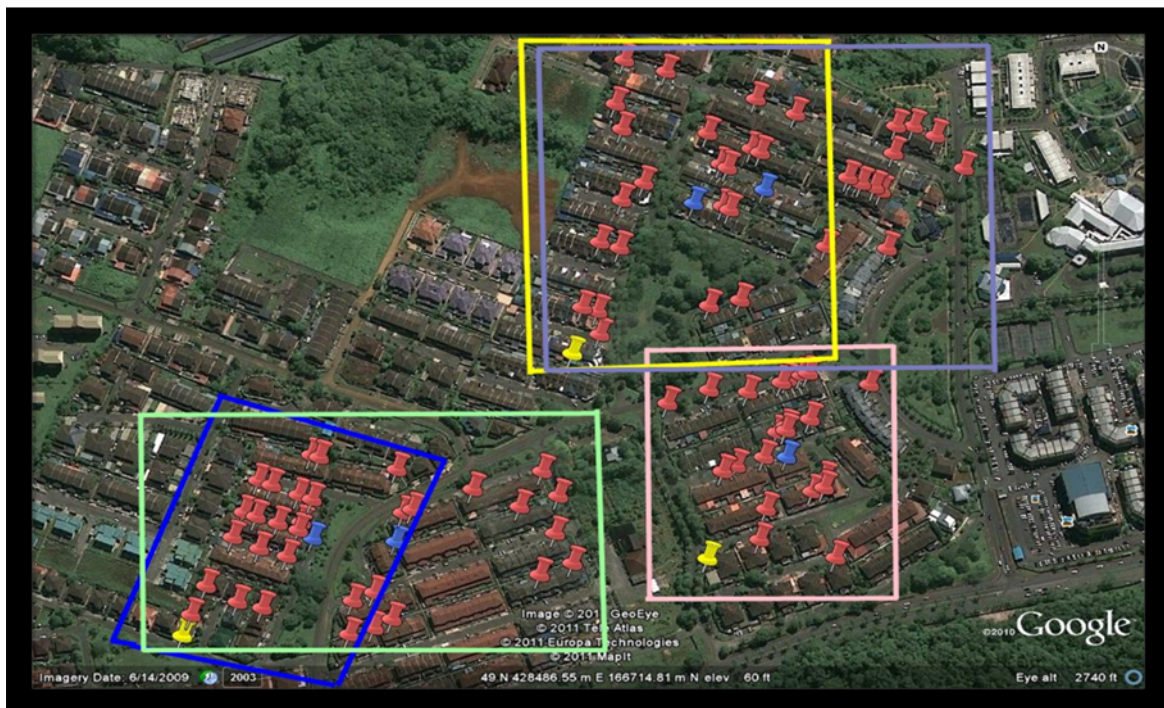 N
Image © 2011 GeoEye
© 2011 Tele Atlas
© 2011 Europa Technologies
© 2011 MapIt
©2010 Google
Imagery Date: 6/14/2009
2003
49 N 428486.55 m E 166714.81 m N elev 60 ft
Eye alt 2740 ft